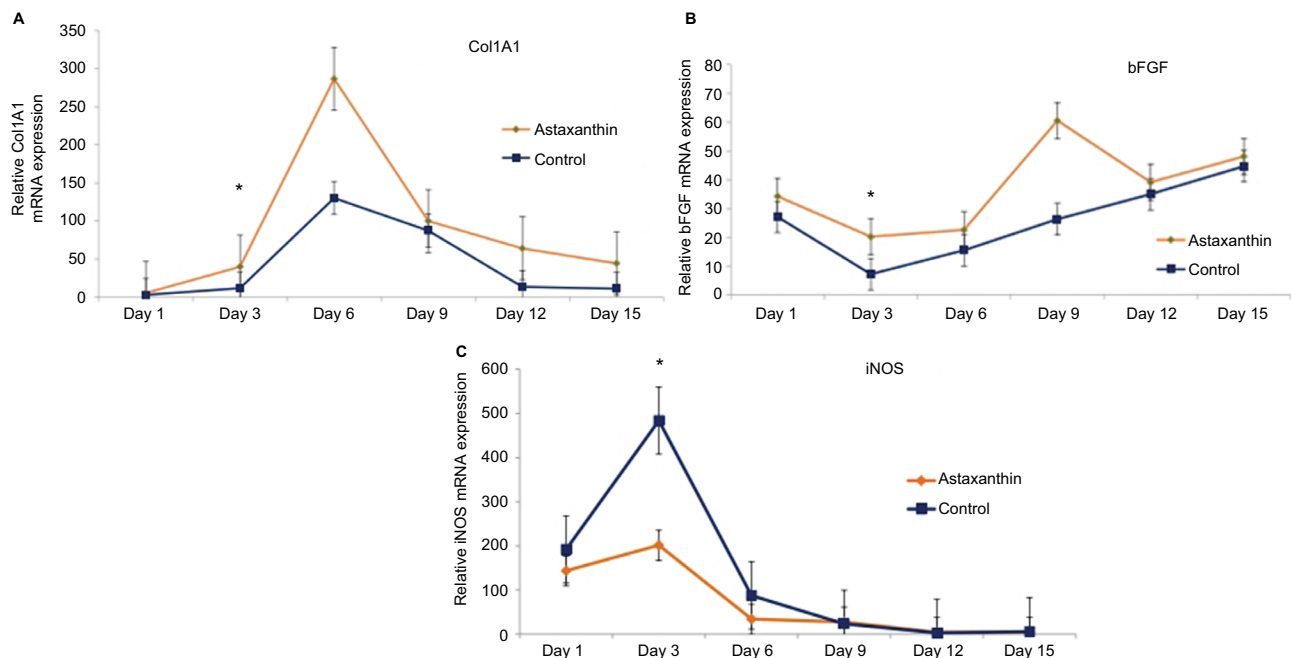 A
Col1A1
Relative Col1A1
mRNA expression
350
300
250
200
150
100
50
0
*
Astaxanthin
Control
Day 1 Day 3 Day 6 Day 9 Day 12 Day 15
B
bFGF
Relative bFGF mRNA expression
80
70
60
50
40
30
20
10
0
*
Astaxanthin
Control
Day 1 Day 3 Day 6 Day 9 Day 12 Day 15
C
iNOS
Relative iNOS mRNA expression
600
500
400
300
200
100
0
*
Astaxanthin
Control
Day 1 Day 3 Day 6 Day 9 Day 12 Day 15